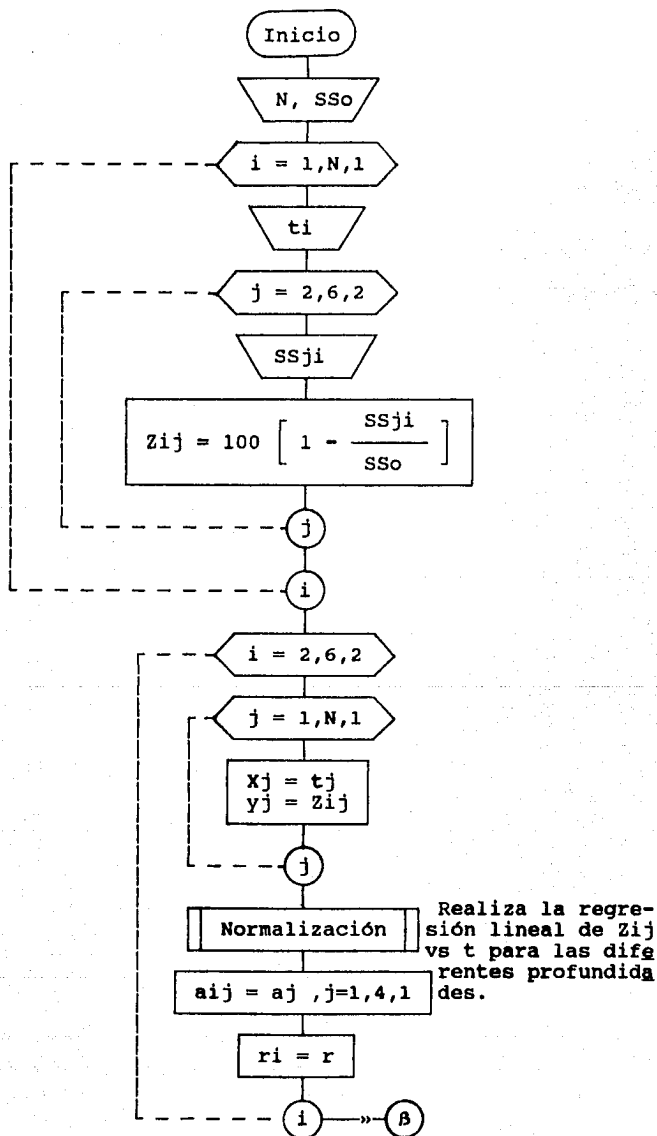 Inicio
N, SSo
i = 1,N,1
ti
j = 2,6,2
SSji
Zij = 100 [ 1 - SSji / SSo ]
j
i
i = 2,6,2
j = 1,N,1
Xj = tj
yj = Zij
j
Normalización
Realiza la regre-
sión lineal de Zij
vs t para las dife
rentes profundida
des.
aij = aj ,j=1,4,1
ri = r
i
»
β